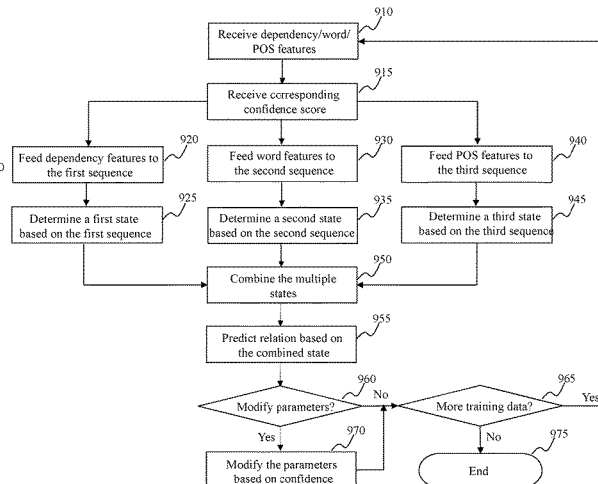 910
Receive dependency/word/
POS features
915
Receive corresponding
confidence score
0
920
Feed dependency features to
the first sequence
930
Feed word features to
the second sequence
940
Feed POS features to
the third sequence
925
Determine a first state
based on the first sequence
935
Determine a second state
based on the second sequence
945
Determine a third state
based on the third sequence
950
Combine the multiple
states
955
Predict relation based on
the combined state
960
Modify parameters?
No
965
More training data?
Yes
Yes
970
Modify the parameters
based on confidence
No
975
End